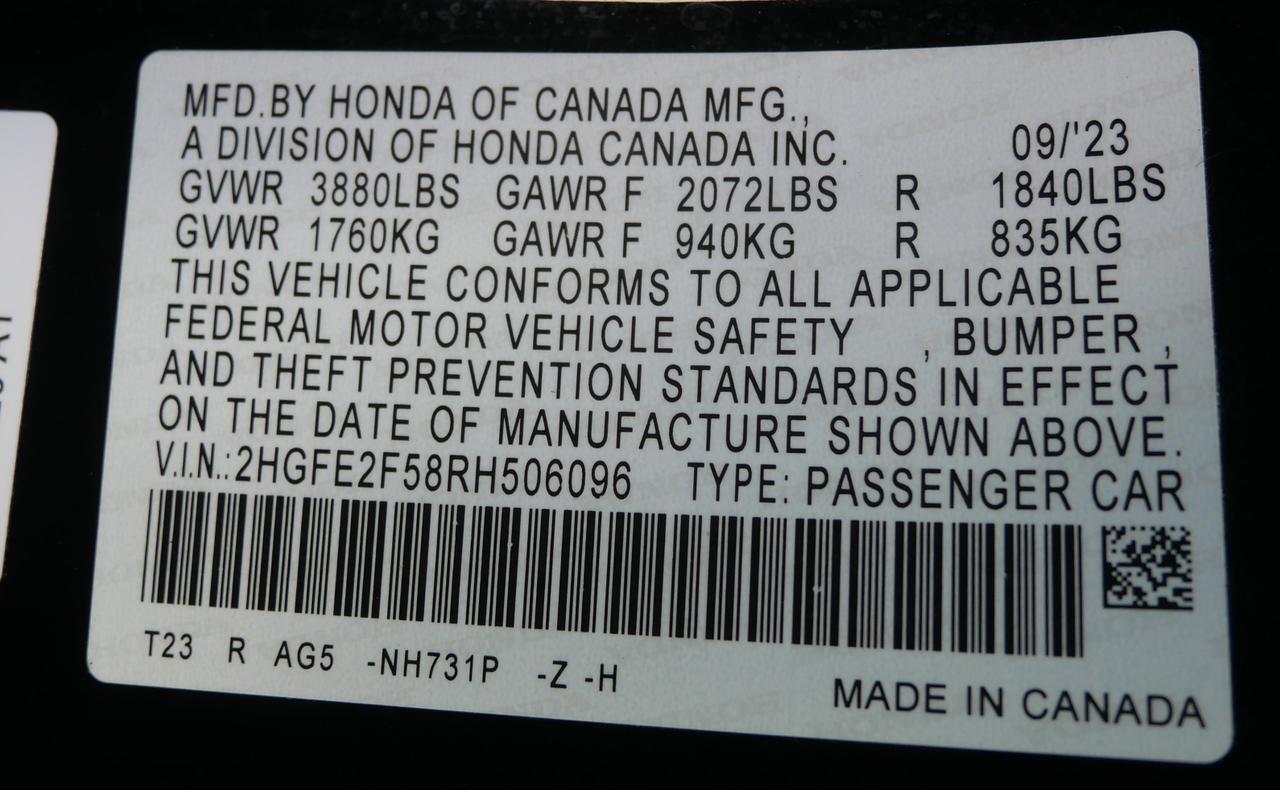 MFD.BY HONDA OF CANADA MFG.,
A DIVISION OF HONDA CANADA INC. 09/'23
GVWR 3880LBS GAWR F 2072LBS R 1840LBS
GVWR 1760KG GAWR F 940KG R 835KG
THIS VEHICLE CONFORMS TO ALL APPLICABLE
FEDERAL MOTOR VEHICLE SAFETY , BUMPER ,
AND THEFT PREVENTION STANDARDS IN EFFECT
ON THE DATE OF MANUFACTURE SHOWN ABOVE.
V.I.N.:2HGFE2F58RH506096 TYPE: PASSENGER CAR
T23 R AG5 -NH731P -Z -H
MADE IN CANADA